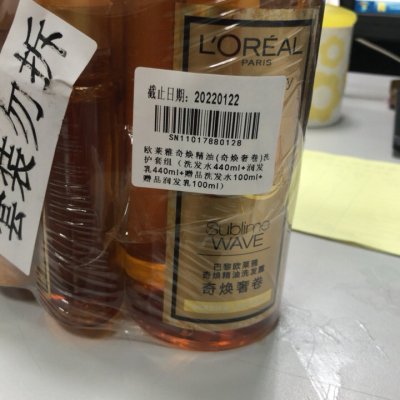 套装勿拆
L'ORÉAL
PARIS
截止日期: 20220122
SN11017880128
欧莱雅奇焕精油(奇焕奢卷)洗
护套组（洗发水440ml+润发
乳440ml+赠品洗发水100ml+
赠品润发乳100ml)
Sublime
WAVE
巴黎欧莱雅
奇焕精油洗发露
奇焕奢卷